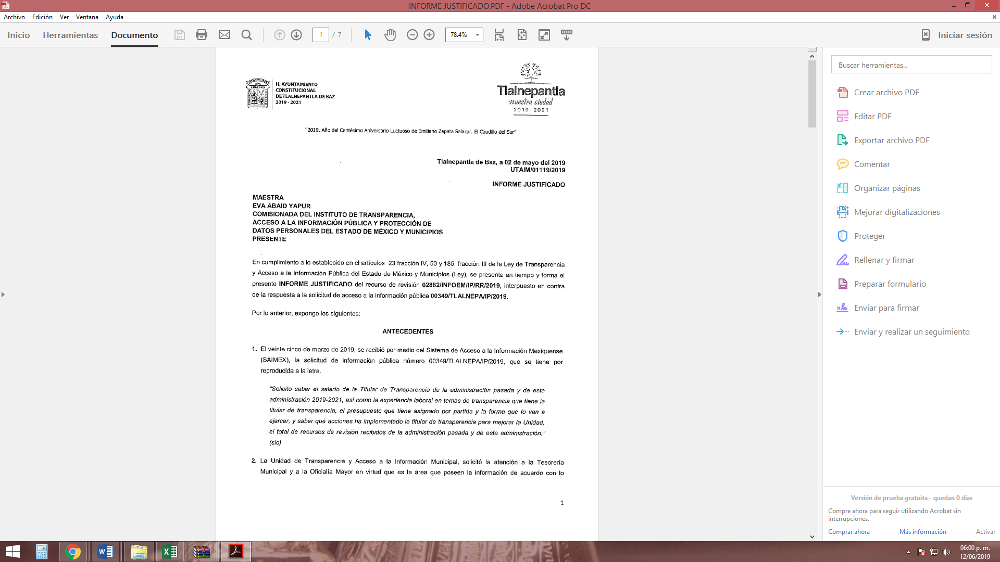 INFORME JUSTIFICADO.PDF - Adobe Acrobat Pro DC
Archivo Edición Ver Ventana Ayuda
Inicio Herramientas Documento 1 / 7 78.4% Iniciar sesión
H. AYUNTAMIENTO
CONSTITUCIONAL
DE TLALNEPANTLA DE BAZ
2019 - 2021
Tlalnepantla
nuestra ciudad
2019 - 2021
"2019. Año del Centésimo Aniversario Luctuoso de Emiliano Zapata Salazar. El Caudillo del Sur"
Tlalnepantla de Baz, a 02 de mayo del 2019
UTAIM/01119/2019
INFORME JUSTIFICADO
MAESTRA
EVA ABAID YAPUR
COMISIONADA DEL INSTITUTO DE TRANSPARENCIA,
ACCESO A LA INFORMACIÓN PÚBLICA Y PROTECCIÓN DE
DATOS PERSONALES DEL ESTADO DE MÉXICO Y MUNICIPIOS
PRESENTE
En cumplimiento a lo establecido en el artículos 23 fracción IV, 53 y 185, fracción III de la Ley de Transparencia
y Acceso a la Información Pública del Estado de México y Municipios (Ley), se presenta en tiempo y forma el
presente INFORME JUSTIFICADO del recurso de revisión 02882/INFOEM/IP/RR/2019, interpuesto en contra
de la respuesta a la solicitud de acceso a la información pública 00349/TLALNEPA/IP/2019.
Por lo anterior, expongo los siguientes:
ANTECEDENTES
1. El veinte cinco de marzo de 2019, se recibió por medio del Sistema de Acceso a la Información Mexiquense
(SAIMEX), la solicitud de información pública número 00349/TLALNEPA/IP/2019, que se tiene por
reproducida a la letra.
"Solicito saber el salario de la Titular de Transparencia de la administración pasada y de esta
administración 2019-2021, así como la experiencia laboral en temas de transparencia que tiene la
titular de transparencia, el presupuesto que tiene asignado por partida y la forma que lo van a
ejercer, y saber qué acciones ha implementado la titular de transparencia para mejorar la Unidad,
el total de recursos de revisión recibidos de la administración pasada y de esta administración."
(sic)
2. La Unidad de Transparencia y Acceso a la Información Municipal, solicitó la atención a la Tesorería
Municipal y a la Oficialía Mayor en virtud que es la área que poseen la información de acuerdo con lo
1
Buscar herramientas...
Crear archivo PDF
Editar PDF
Exportar archivo PDF
Comentar
Organizar páginas
Mejorar digitalizaciones
Proteger
Rellenar y firmar
Preparar formulario
Enviar para firmar
Enviar y realizar un seguimiento
Versión de prueba gratuita - quedan 0 días
Compre ahora para seguir utilizando Acrobat sin
interrupciones.
Comprar ahora Más información Activar
06:00 p. m.
12/06/2019